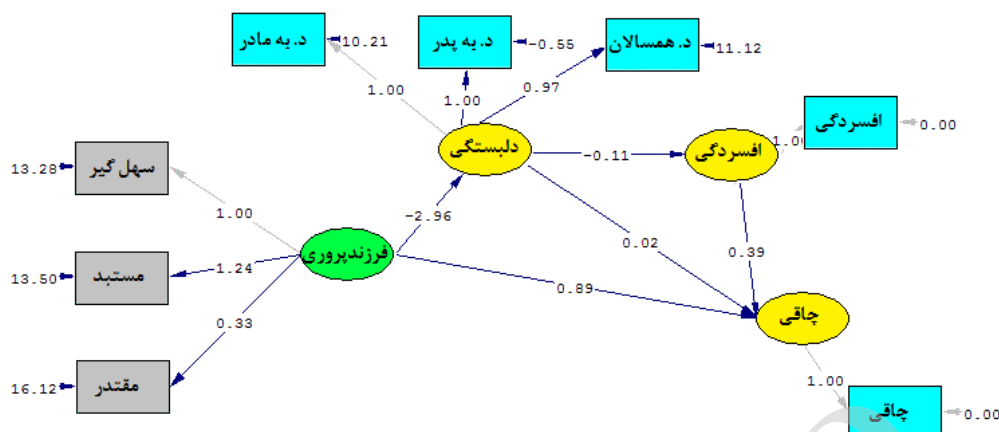 د. به مادر
10.21
د. به پدر
-0.55
د. همسالان
11.12
1.00
1.00
0.97
افسردگی
0.00
1.00
دلبستگی
-0.11
افسردگی
13.28
سهل گیر
1.00
-2.96
فرزندپروری
0.02
0.39
13.50
مستبد
1.24
0.89
چاقی
0.33
16.12
مقتدر
1.00
چاقی
0.00